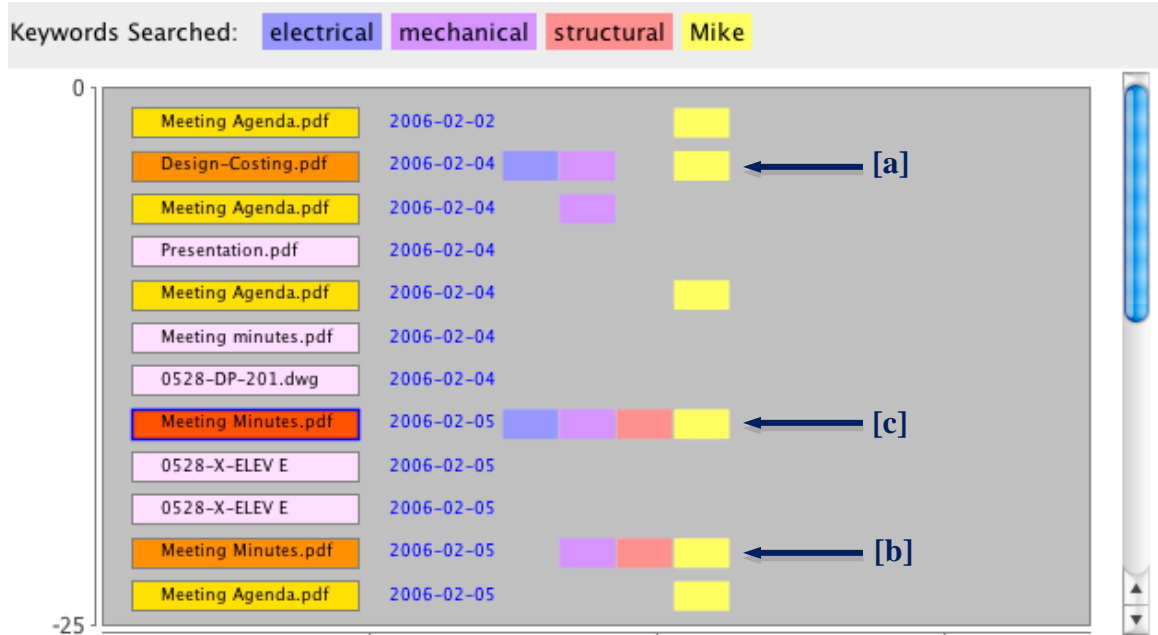 Keywords Searched: electrical mechanical structural Mike
0
Meeting Agenda.pdf 2006-02-02
Design-Costing.pdf 2006-02-04 [a]
Meeting Agenda.pdf 2006-02-04
Presentation.pdf 2006-02-04
Meeting Agenda.pdf 2006-02-04
Meeting minutes.pdf 2006-02-04
0528-DP-201.dwg 2006-02-04
Meeting Minutes.pdf 2006-02-05 [c]
0528-X-ELEV E 2006-02-05
0528-X-ELEV E 2006-02-05
Meeting Minutes.pdf 2006-02-05 [b]
Meeting Agenda.pdf 2006-02-05
-25